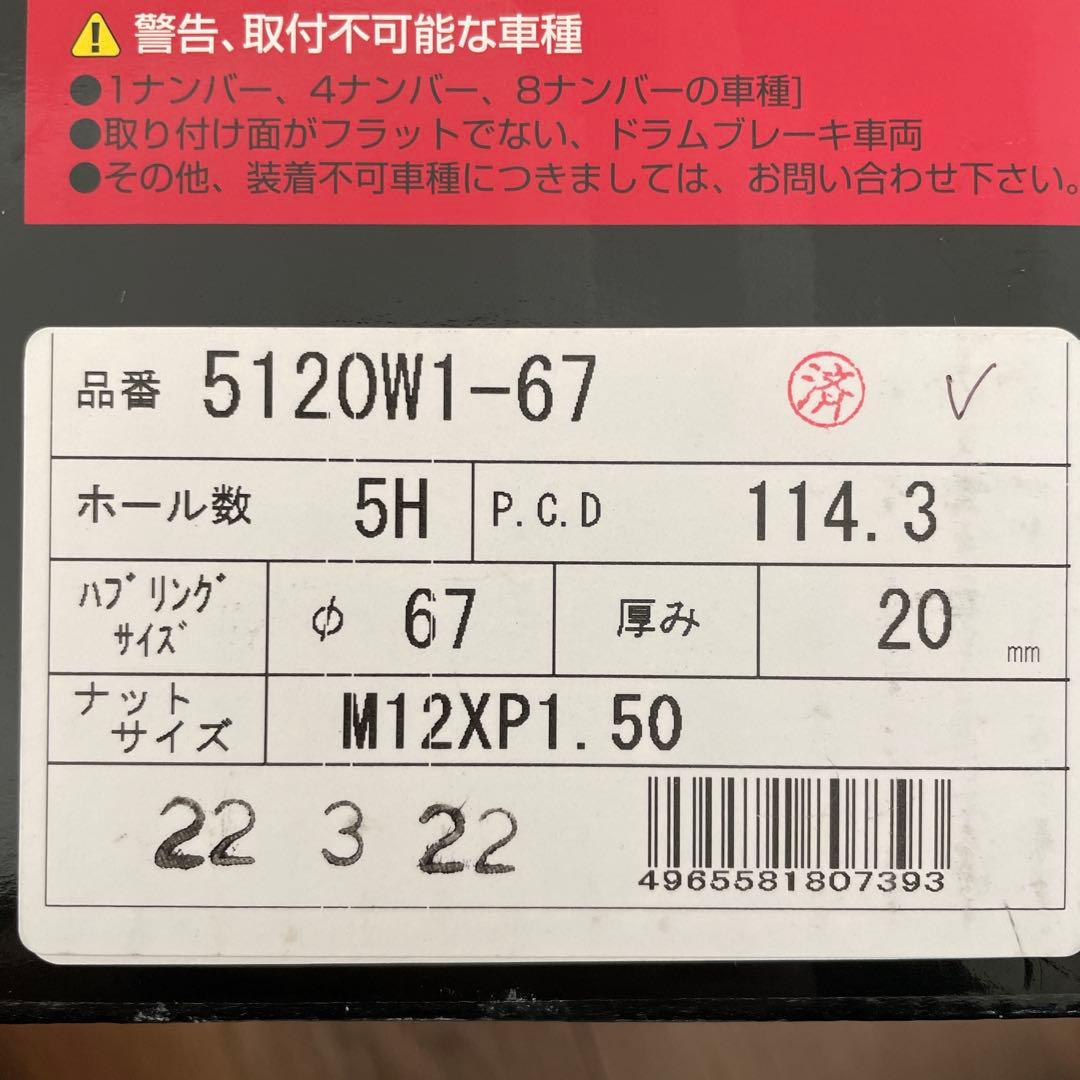 警告、取付不可能な車種
●1ナンバー、4ナンバー、8ナンバーの車種]
●取り付け面がフラットでない、ドラムブレーキ車両
●その他、装着不可車種につきましては、お問い合わせ下さい。
品番 5120W1-67 済
ホール数 5H P.C.D 114.3
ハブリング
サイズ φ 67 厚み 20 mm
ナット
サイズ M12XP1.50
22 3 22
4965581807393